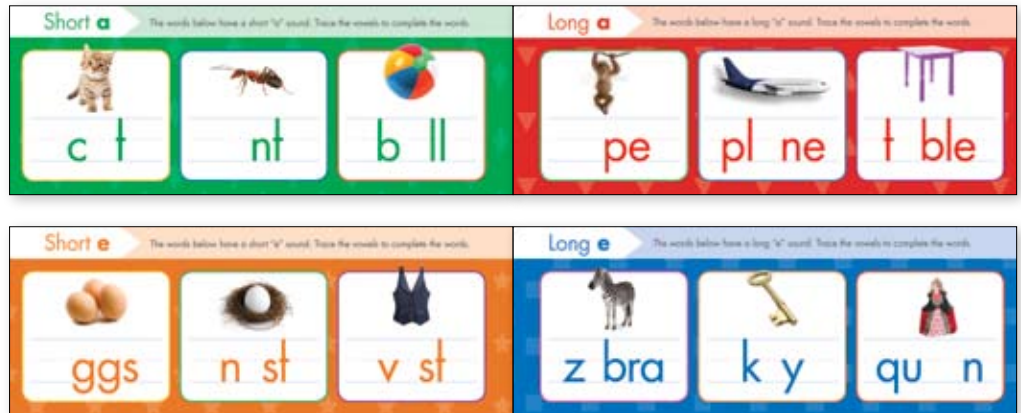 Short a The words below have a short "a" sound. Trace the vowels to complete the words.
c t nt b ll
Long a The words below have a long "a" sound. Trace the vowels to complete the words.
pe pl ne t ble
Short e The words below have a short "e" sound. Trace the vowels to complete the words.
ggs n st v st
Long e The words below have a long "e" sound. Trace the vowels to complete the words.
z bra k y qu n